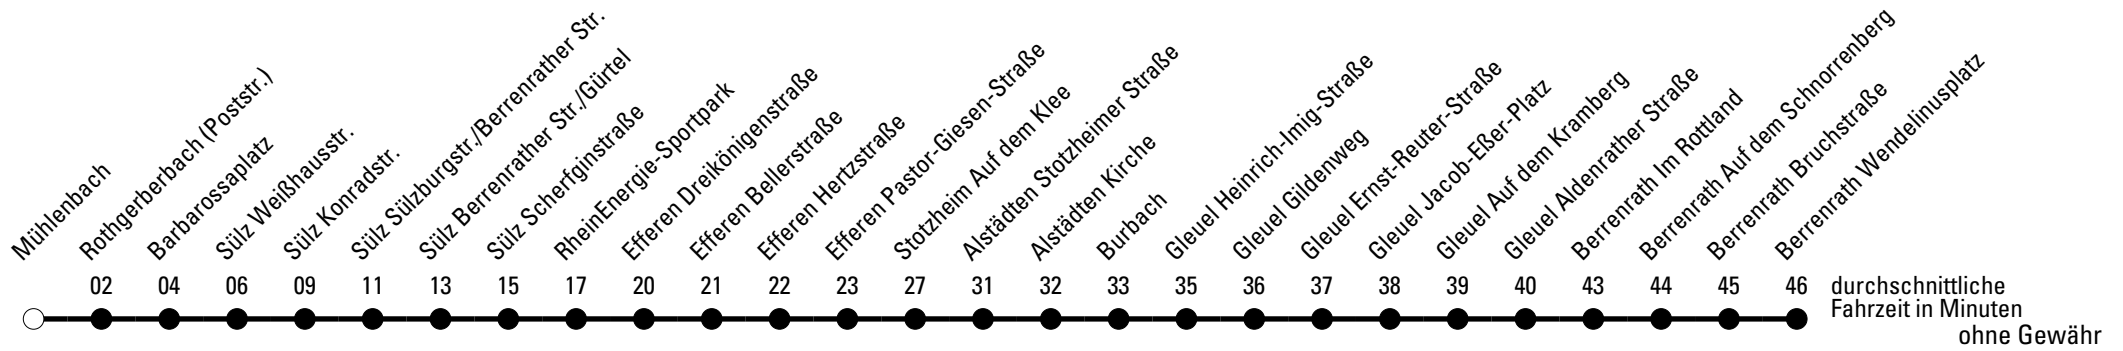 Mühlenbach
Rothgerberbach (Poststr.)
Barbarossaplatz
Sülz Weißhausstr.
Sülz Konradstr.
Sülz Sülzburgstr./Berrenrather Str.
Sülz Berrenrather Str./Gürtel
Sülz Scherfginstraße
RheinEnergie-Sportpark
Efferen Dreikönigenstraße
Efferen Bellerstraße
Efferen Hertzstraße
Efferen Pastor-Giesen-Straße
Stotzheim Auf dem Klee
Alstädten Stotzheimer Straße
Alstädten Kirche
Burbach
Gleuel Heinrich-Imig-Straße
Gleuel Gildenweg
Gleuel Ernst-Reuter-Straße
Gleuel Jacob-Eßer-Platz
Gleuel Auf dem Kramberg
Gleuel Aldenrather Straße
Berrenrath Im Rottland
Berrenrath Auf dem Schnorrenberg
Berrenrath Bruchstraße
Berrenrath Wendelinusplatz
02 04 06 09 11 13 15 17 20 21 22 23 27 31 32 33 35 36 37 38 39 40 43 44 45 46 durchschnittliche
Fahrzeit in Minuten
ohne Gewähr